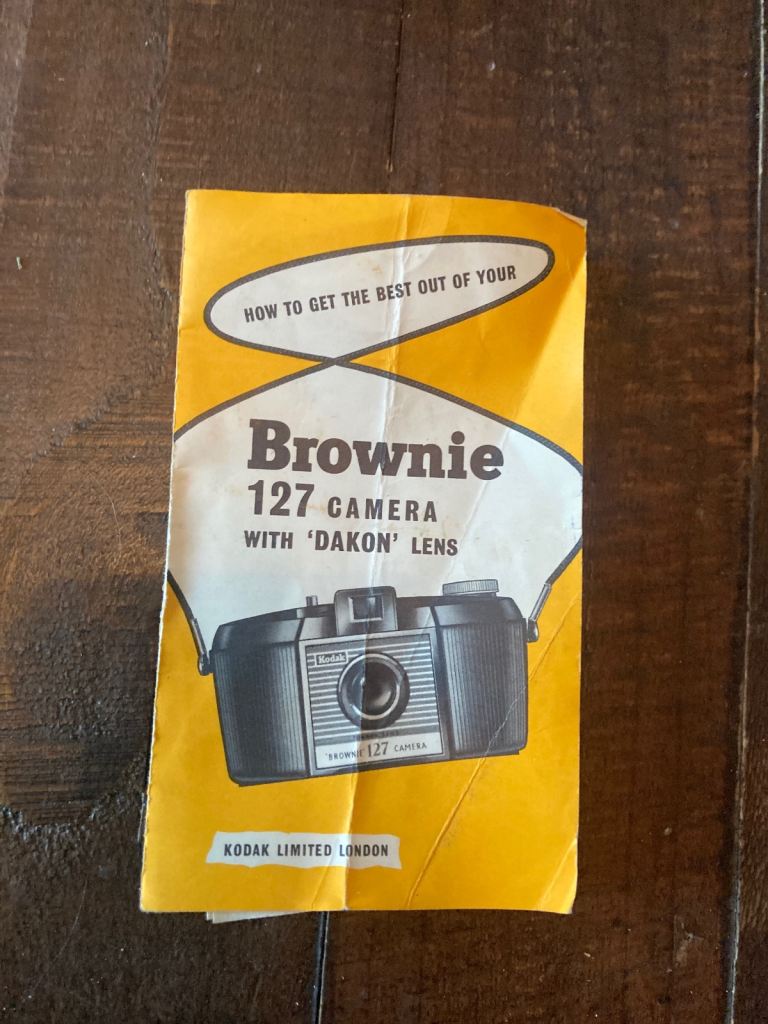 HOW TO GET THE BEST OUT OF YOUR
Brownie
127 CAMERA
WITH 'DAKON' LENS
Kodak
'BROWNIE' 127 CAMERA
KODAK LIMITED LONDON